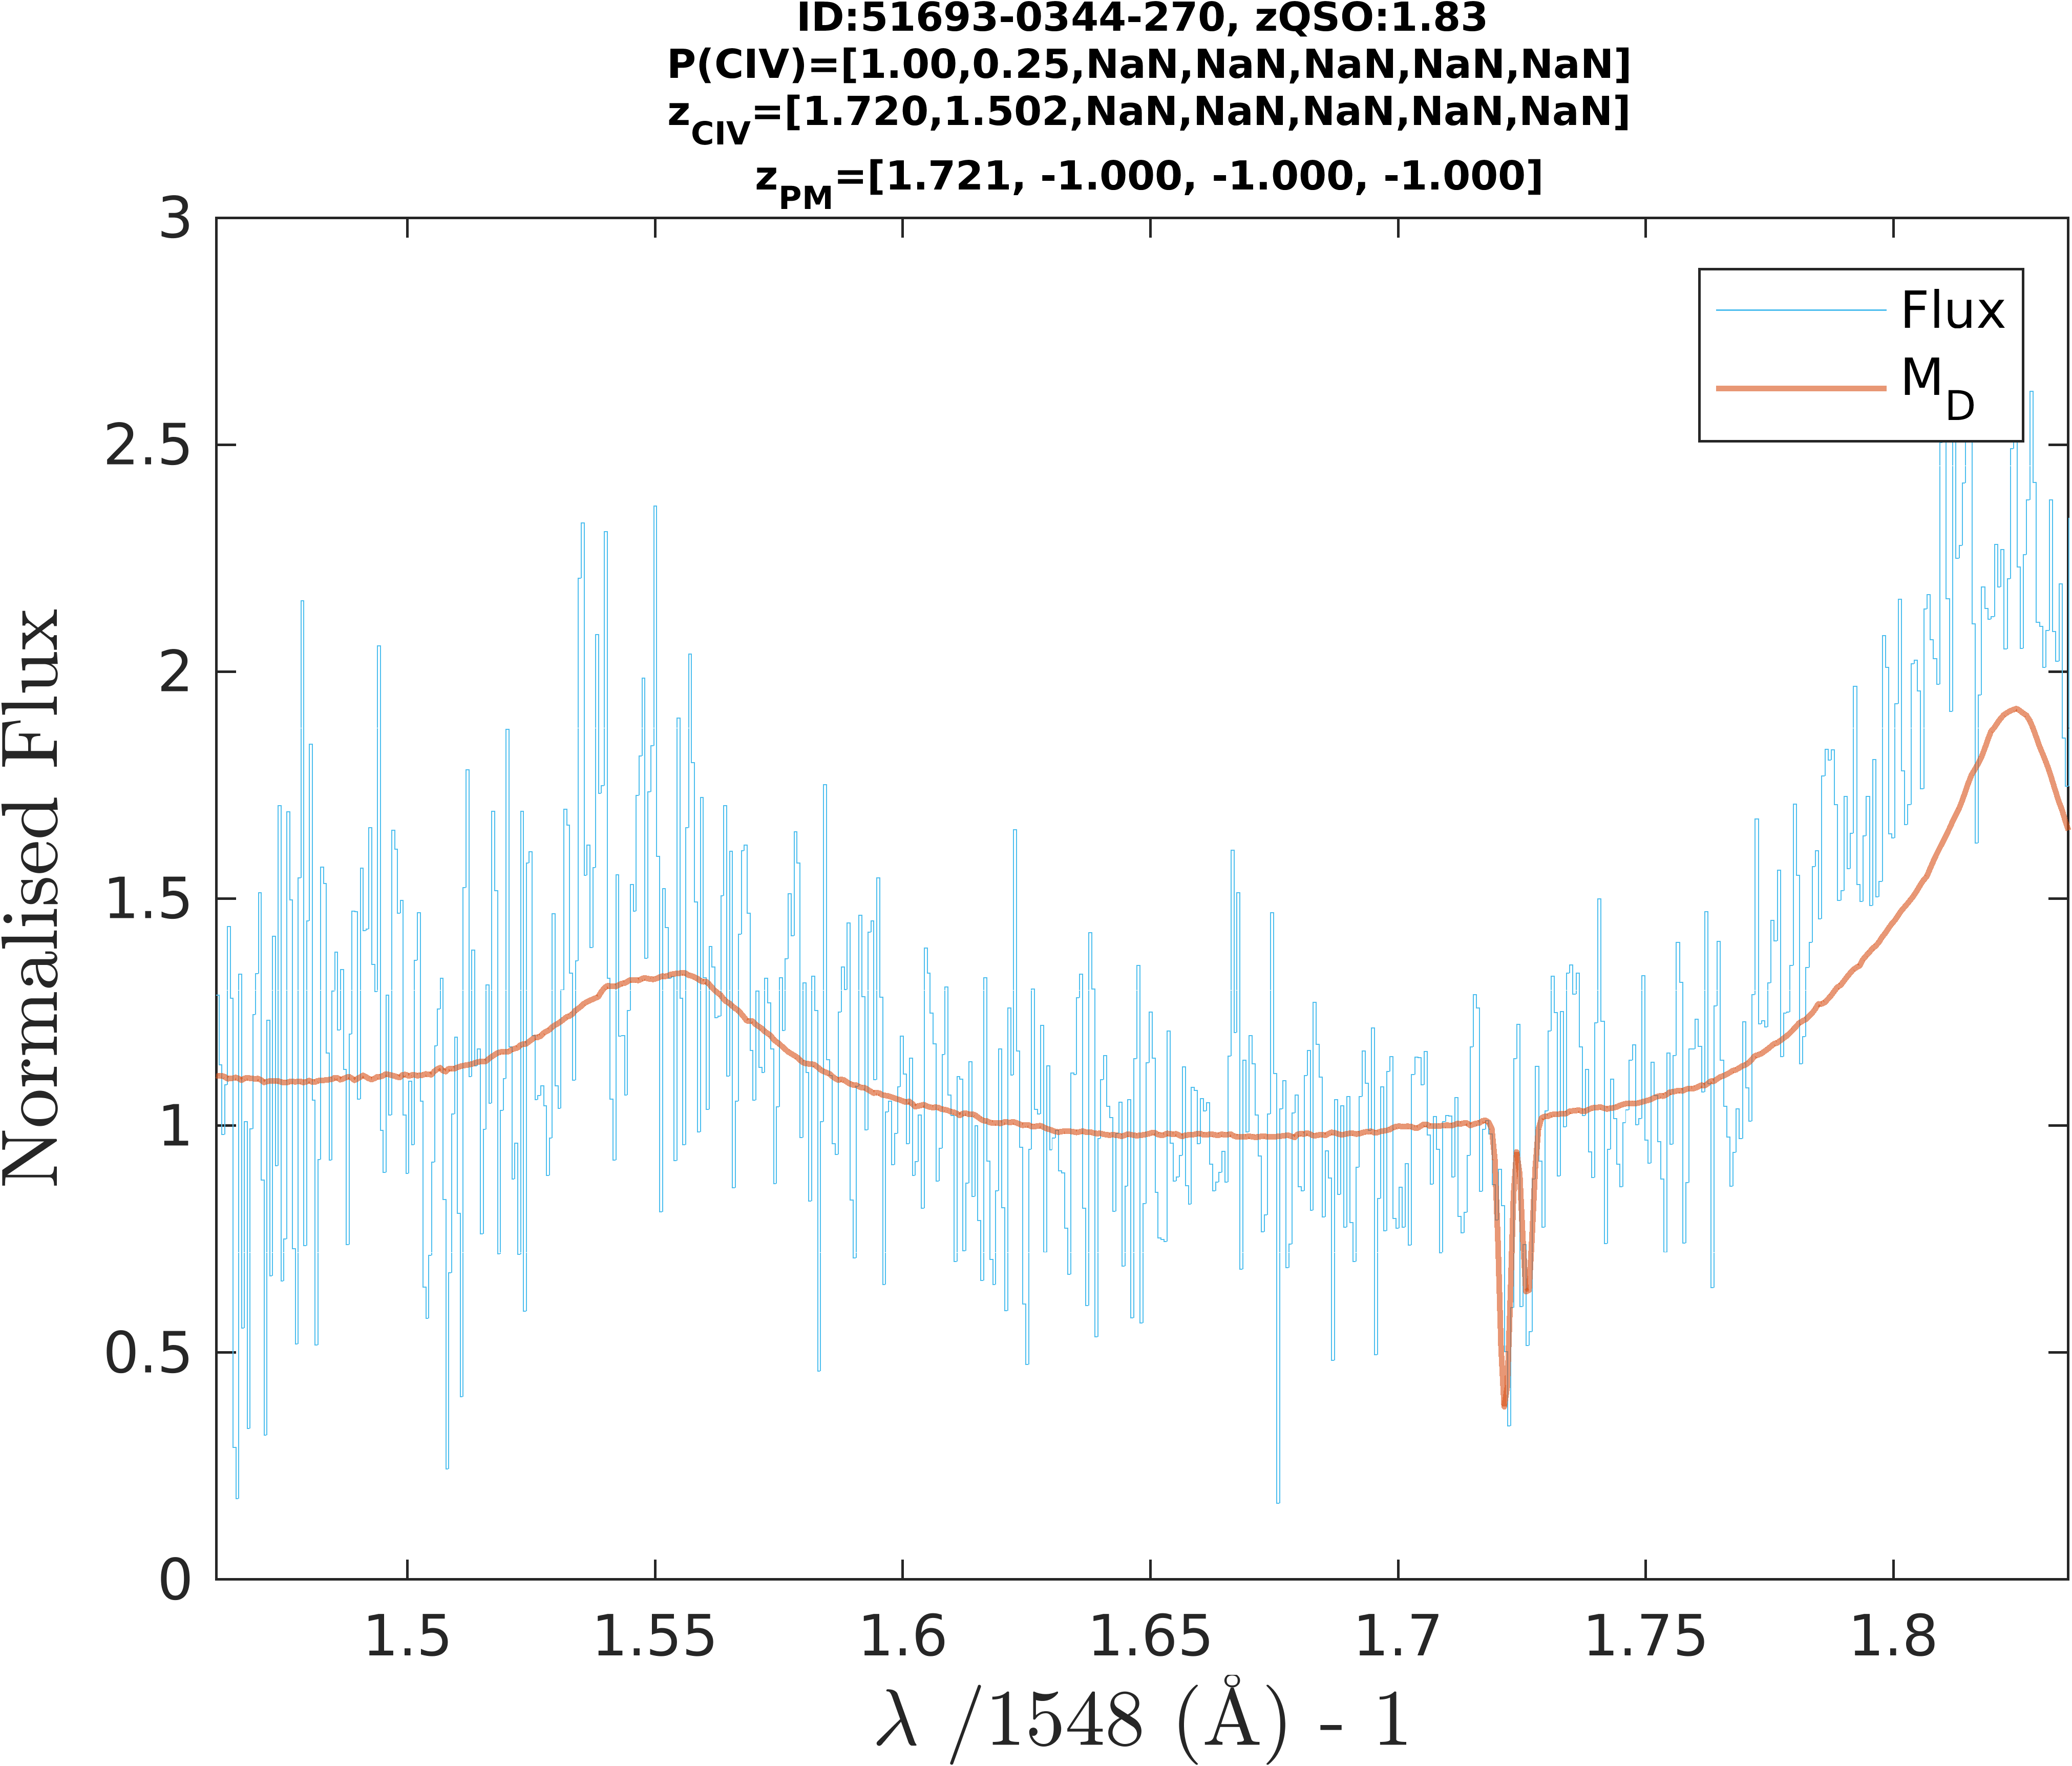 ID:51693-0344-270, zQSO:1.83
P(CIV)=[1.00,0.25,NaN,NaN,NaN,NaN,NaN]
zCIV=[1.720,1.502,NaN,NaN,NaN,NaN,NaN]
zPM=[1.721, -1.000, -1.000, -1.000]
3
2.5
2
1.5
1
0.5
0
Normalised Flux
Flux
MD
1.5 1.55 1.6 1.65 1.7 1.75 1.8
λ /1548 (Å) - 1